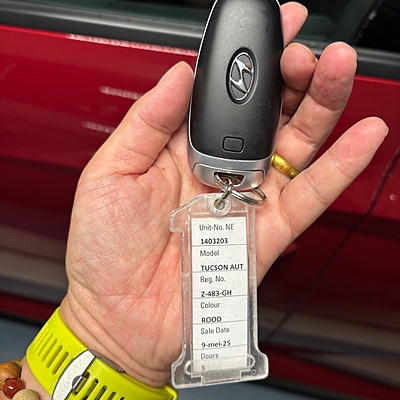 Unit-No. NE
1403203
Model
TUCSON AUT
Reg. No.
Z-483-GH
Colour
ROOD
Sale Date
9-mei-25
Doors
5